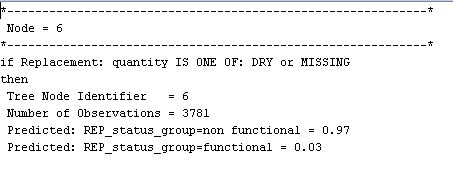 *------------------------------------------------------------*
Node = 6
*------------------------------------------------------------*
if Replacement: quantity IS ONE OF: DRY or MISSING
then
Tree Node Identifier   = 6
Number of Observations = 3781
Predicted: REP_status_group=non functional = 0.97
Predicted: REP_status_group=functional = 0.03